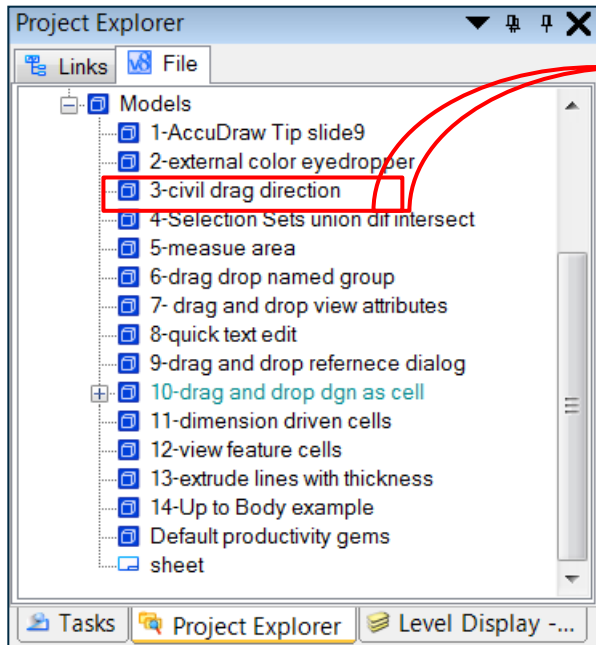 Project Explorer
Links File
Models
1-AccuDraw Tip slide9
2-external color eyedropper
3-civil drag direction
4-Selection Sets union dif intersect
5-measue area
6-drag drop named group
7- drag and drop view attributes
8-quick text edit
9-drag and drop refernece dialog
10-drag and drop dgn as cell
11-dimension driven cells
12-view feature cells
13-extrude lines with thickness
14-Up to Body example
Default productivity gems
sheet
Tasks Project Explorer Level Display -...